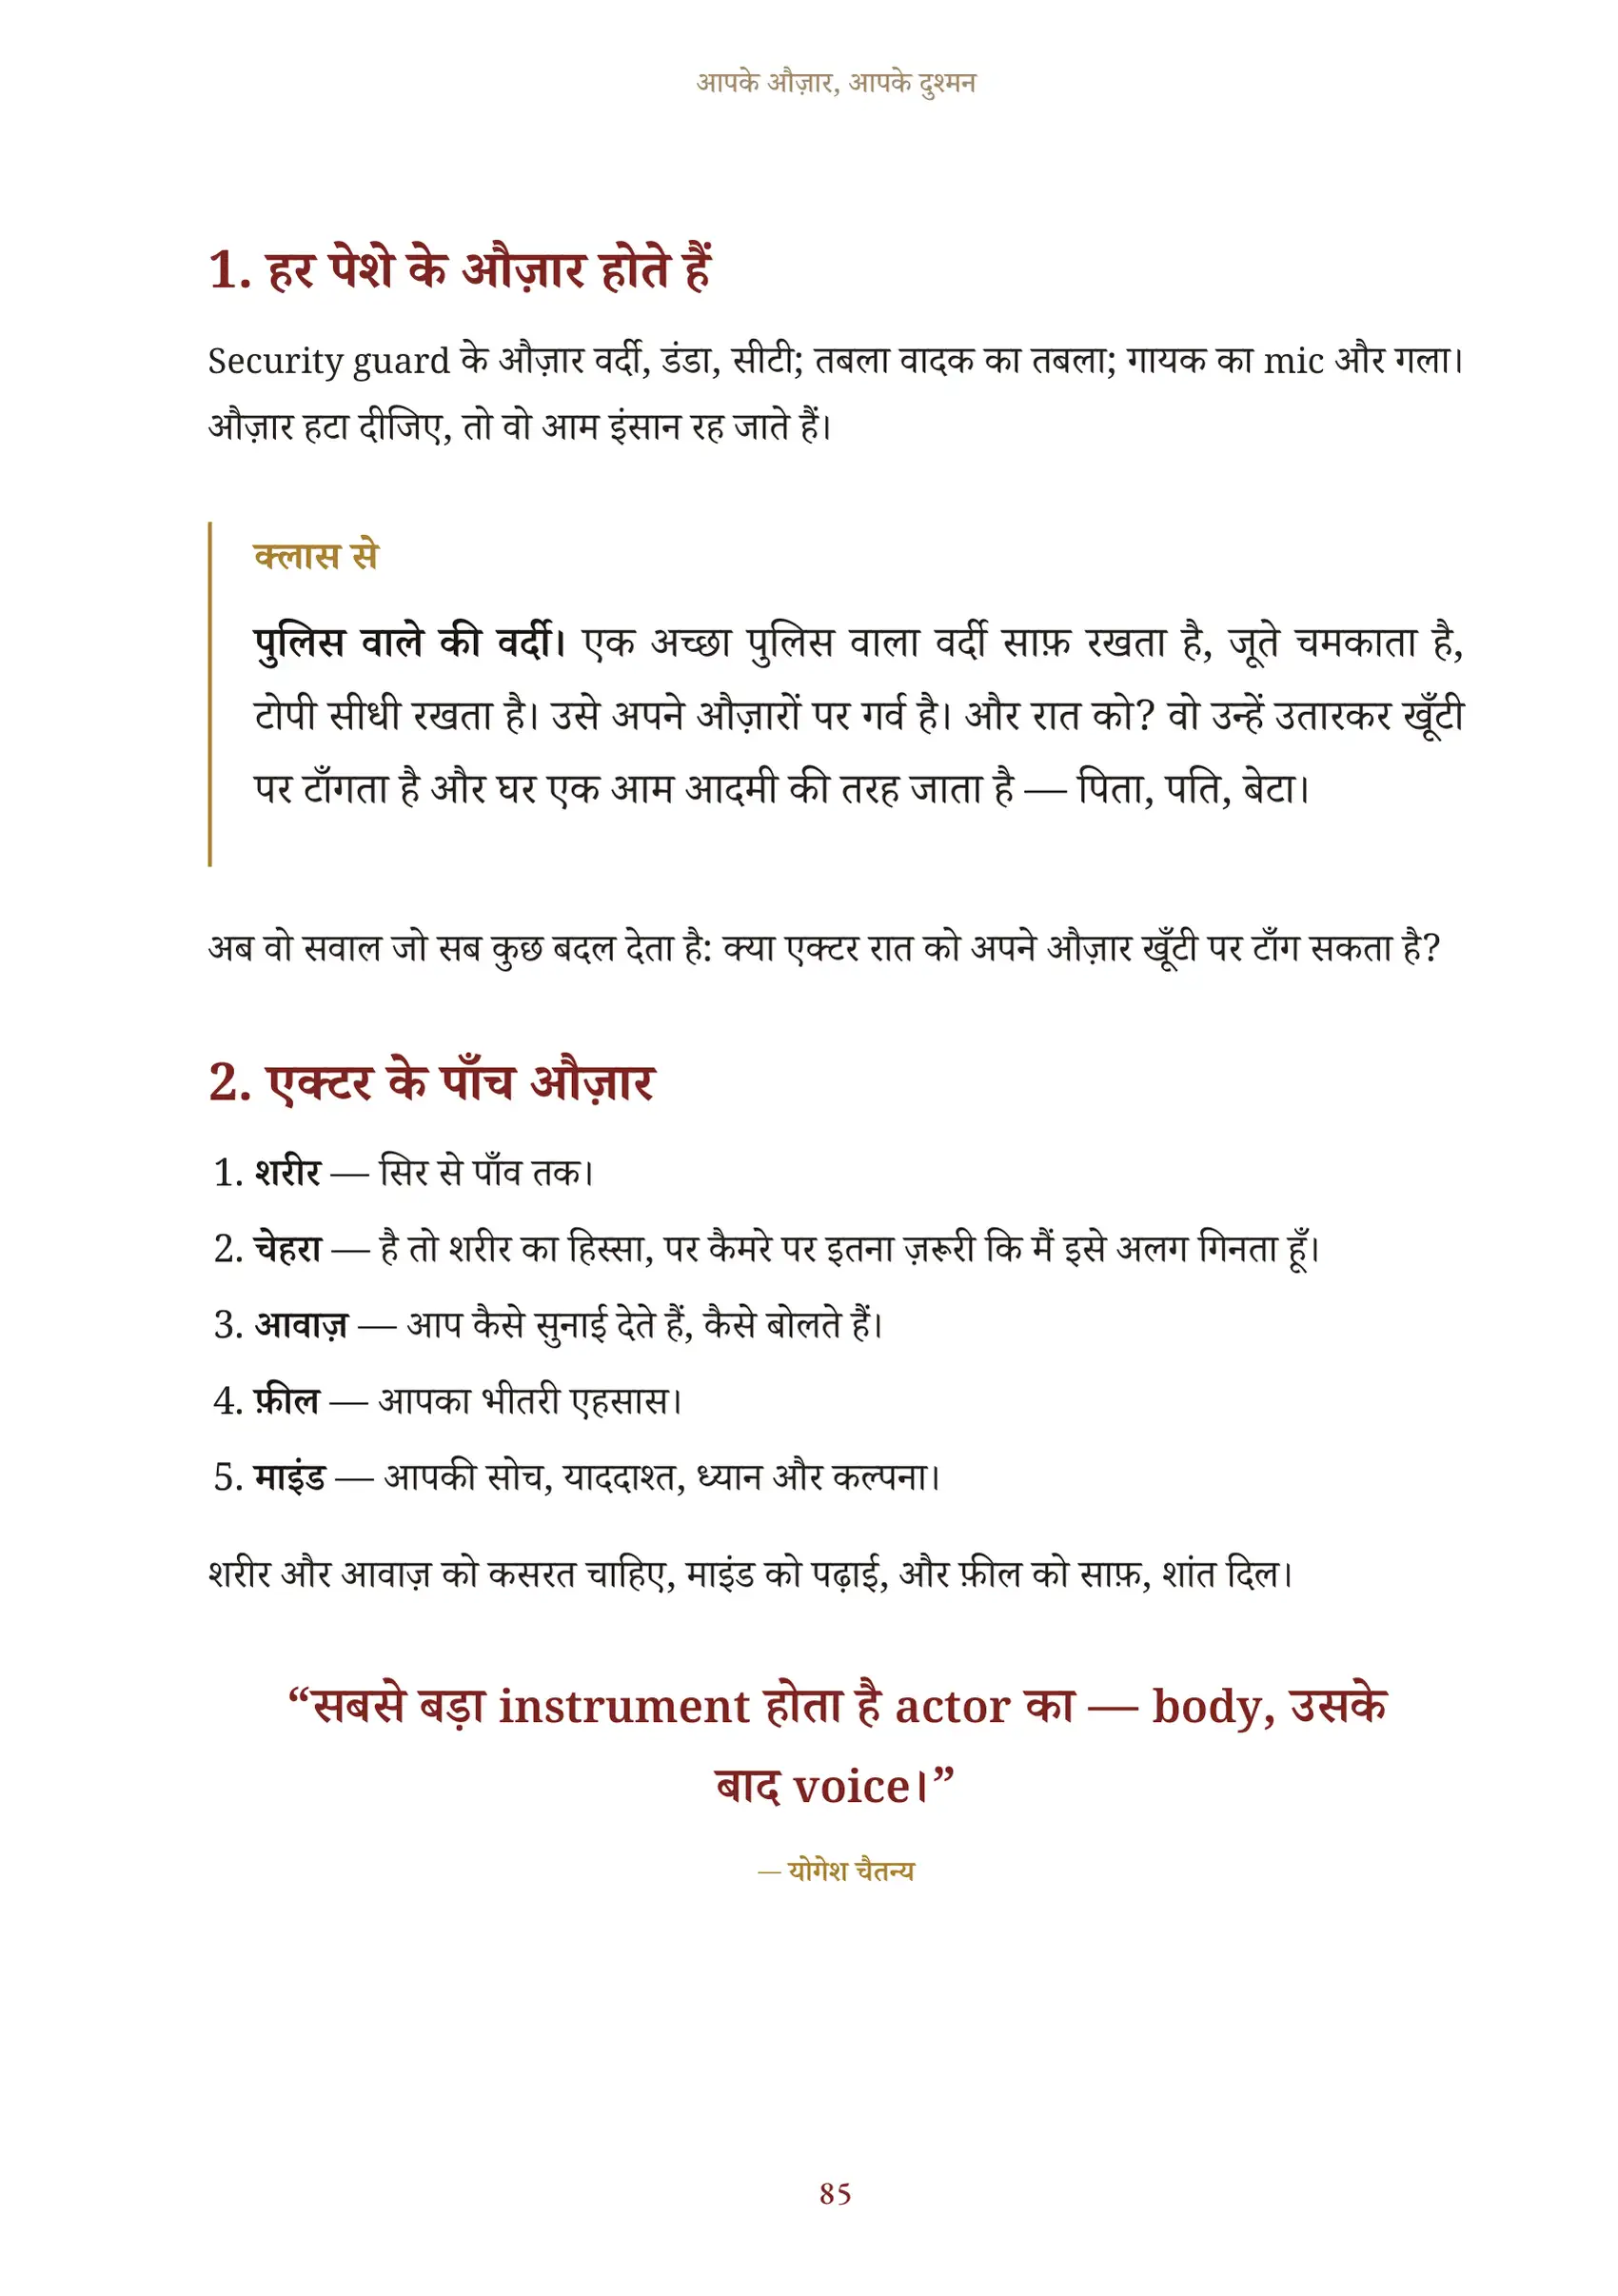 आपके औज़ार, आपके दुश्मन
1. हर पेशे के औज़ार होते हैं
Security guard के औज़ार वर्दी, डंडा, सीटी; तबला वादक का तबला; गायक का mic और गला।
औज़ार हटा दीजिए, तो वो आम इंसान रह जाते हैं।
क्लास से
पुलिस वाले की वर्दी। एक अच्छा पुलिस वाला वर्दी साफ़ रखता है, जूते चमकाता है,
टोपी सीधी रखता है। उसे अपने औज़ारों पर गर्व है। और रात को? वो उन्हें उतारकर खूँटी
पर टाँगता है और घर एक आम आदमी की तरह जाता है — पिता, पति, बेटा।
अब वो सवाल जो सब कुछ बदल देता है: क्या एक्टर रात को अपने औज़ार खूँटी पर टाँग सकता है?
2. एक्टर के पाँच औज़ार
1. शरीर — सिर से पाँव तक।
2. चेहरा — है तो शरीर का हिस्सा, पर कैमरे पर इतना ज़रूरी कि मैं इसे अलग गिनता हूँ।
3. आवाज़ — आप कैसे सुनाई देते हैं, कैसे बोलते हैं।
4. फ़ील — आपका भीतरी एहसास।
5. माइंड — आपकी सोच, याददाश्त, ध्यान और कल्पना।
शरीर और आवाज़ को कसरत चाहिए, माइंड को पढ़ाई, और फ़ील को साफ़, शांत दिल।
“सबसे बड़ा instrument होता है actor का — body, उसके
बाद voice।”
— योगेश चैतन्य
85